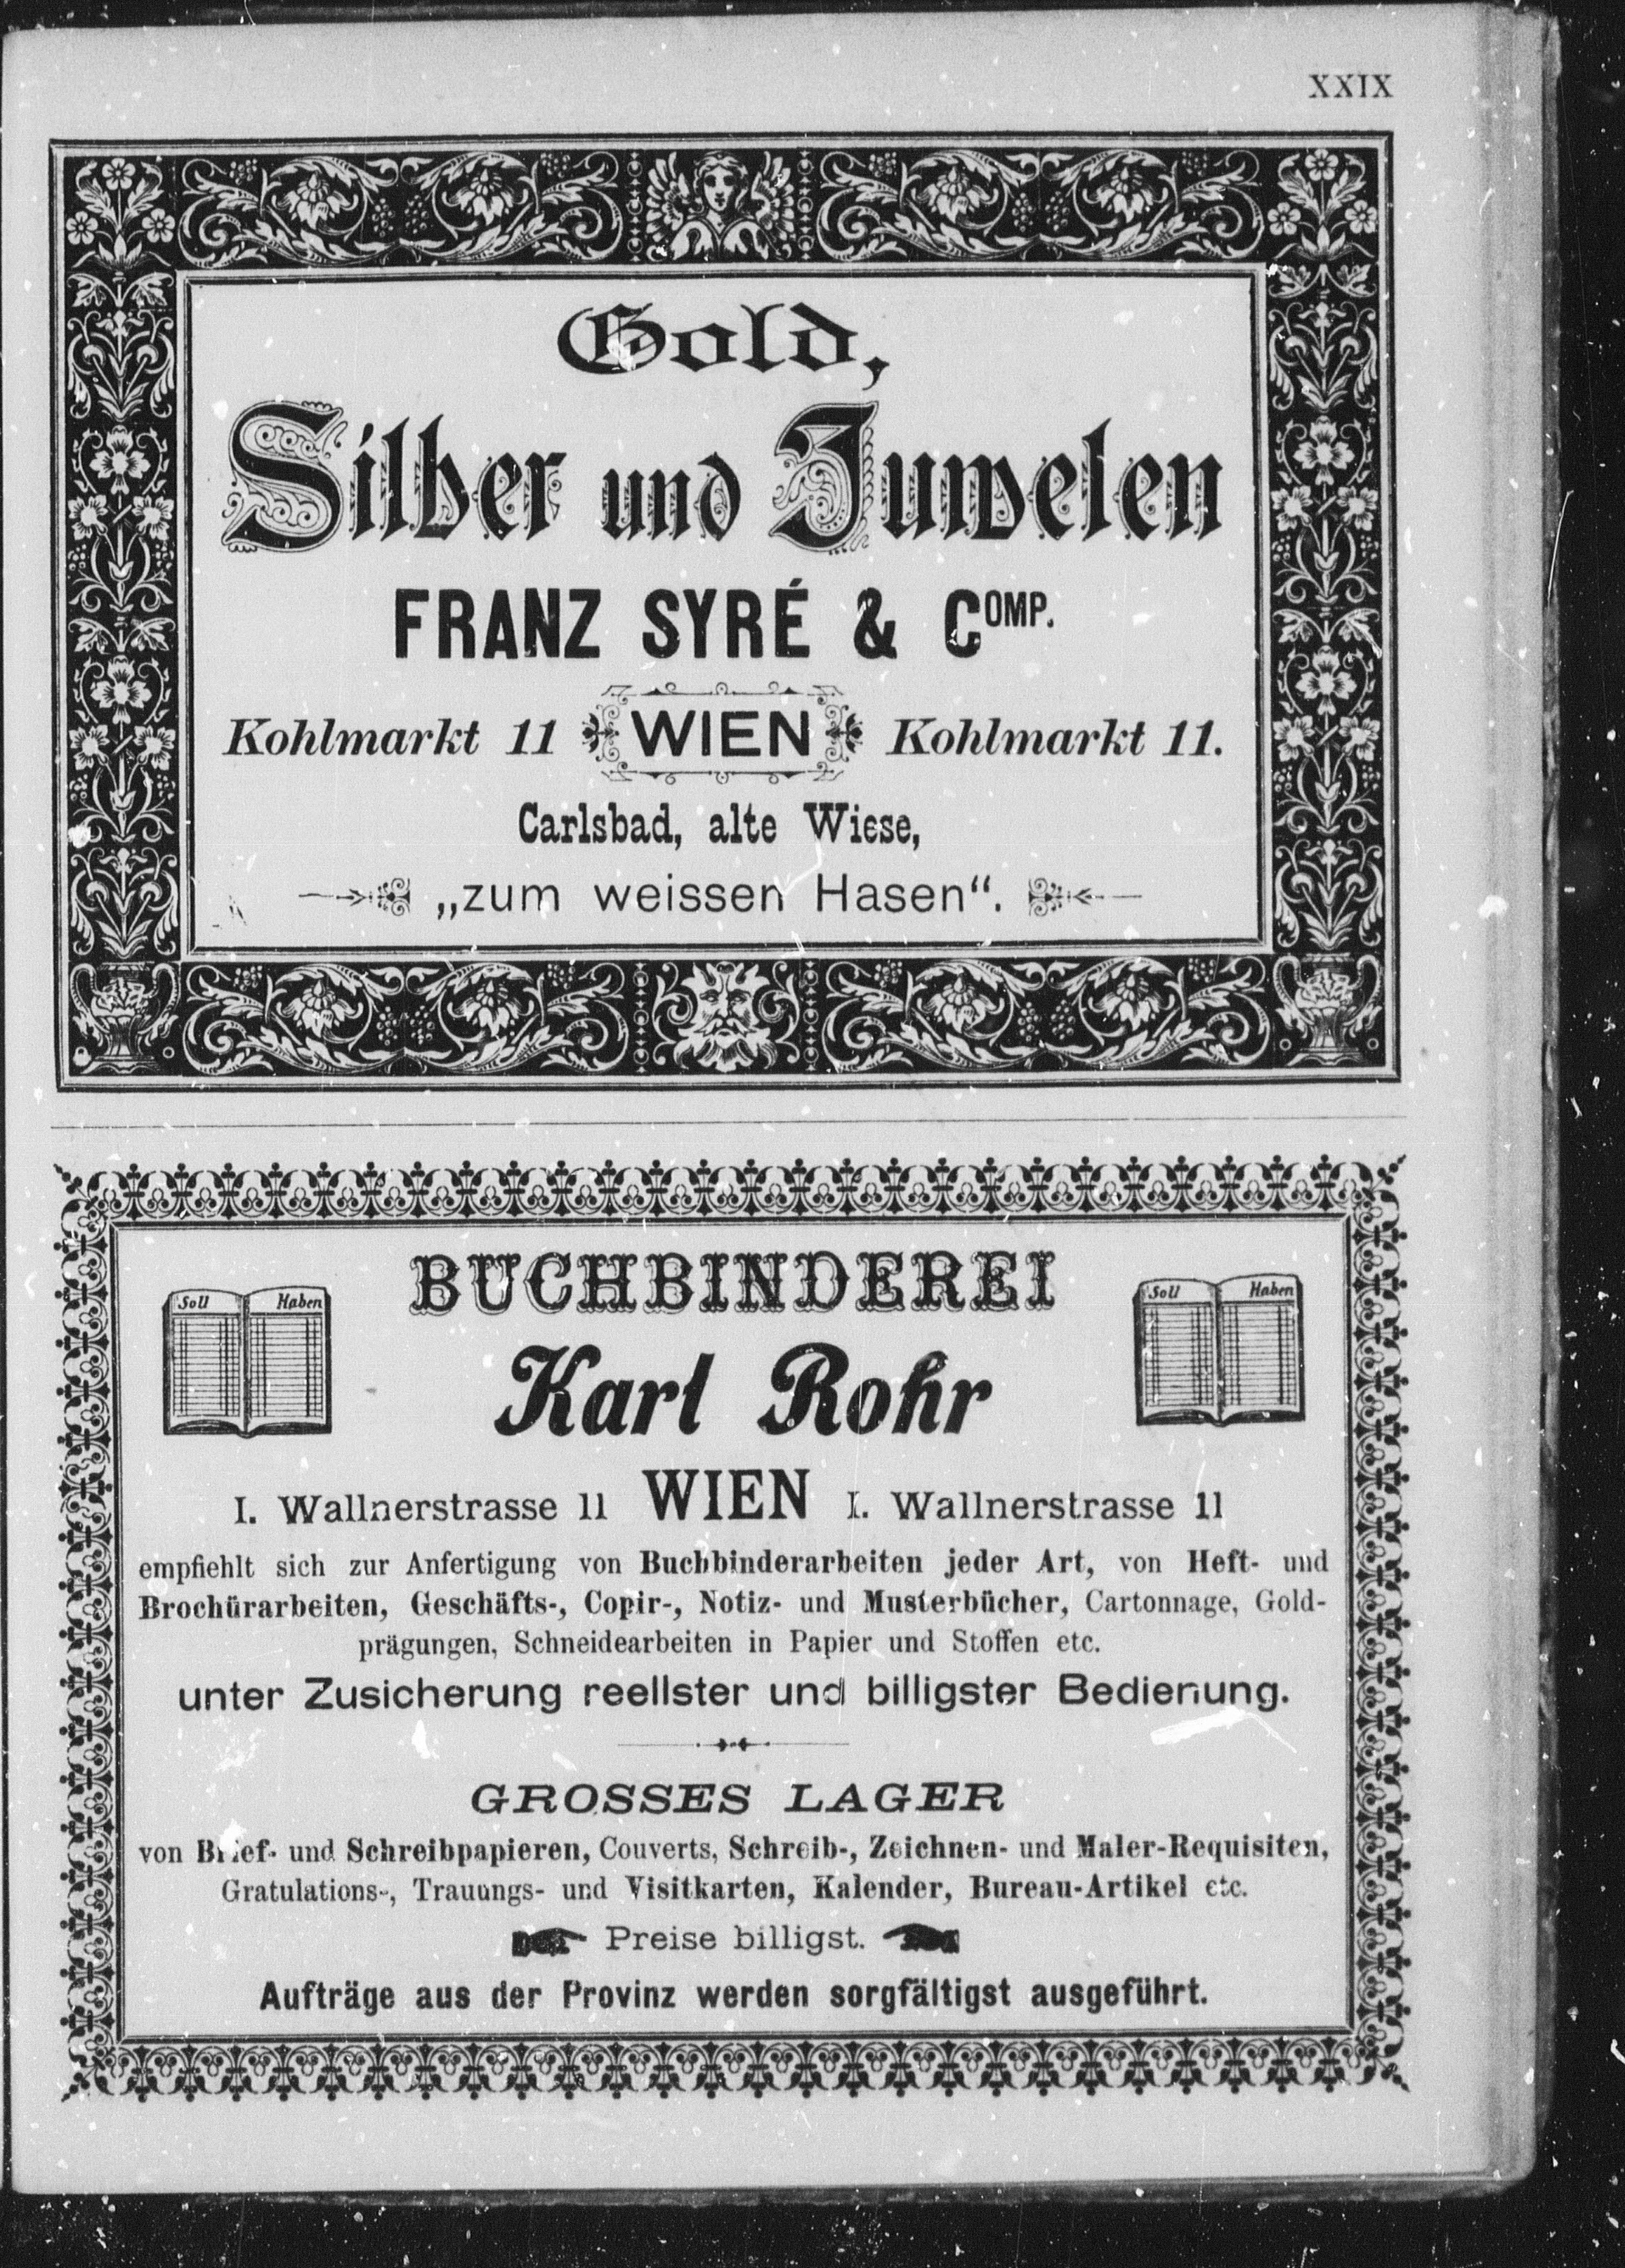 XXIX
Gold,
Silber und Juwelen
FRANZ SYRÉ & COMP.
Kohlmarkt 11 WIEN Kohlmarkt 11.
Carlsbad, alte Wiese,
„zum weissen Hasen“.
BUCHBINDEREI
Soll Haben
Soll Haben
Karl Rohr
I. Wallnerstrasse 11 WIEN I. Wallnerstrasse 11
empfiehlt sich zur Anfertigung von Buchbinderarbeiten jeder Art, von Heft- und
Brochürarbeiten, Geschäfts-, Copir-, Notiz- und Musterbücher, Cartonnage, Gold-
prägungen, Schneidearbeiten in Papier und Stoffen etc.
unter Zusicherung reellster und billigster Bedienung.
GROSSES LAGER
von Brief- und Schreibpapieren, Couverts, Schreib-, Zeichnen- und Maler-Requisiten,
Gratulations-, Trauungs- und Visitkarten, Kalender, Bureau-Artikel etc.
Preise billigst.
Aufträge aus der Provinz werden sorgfältigst ausgeführt.